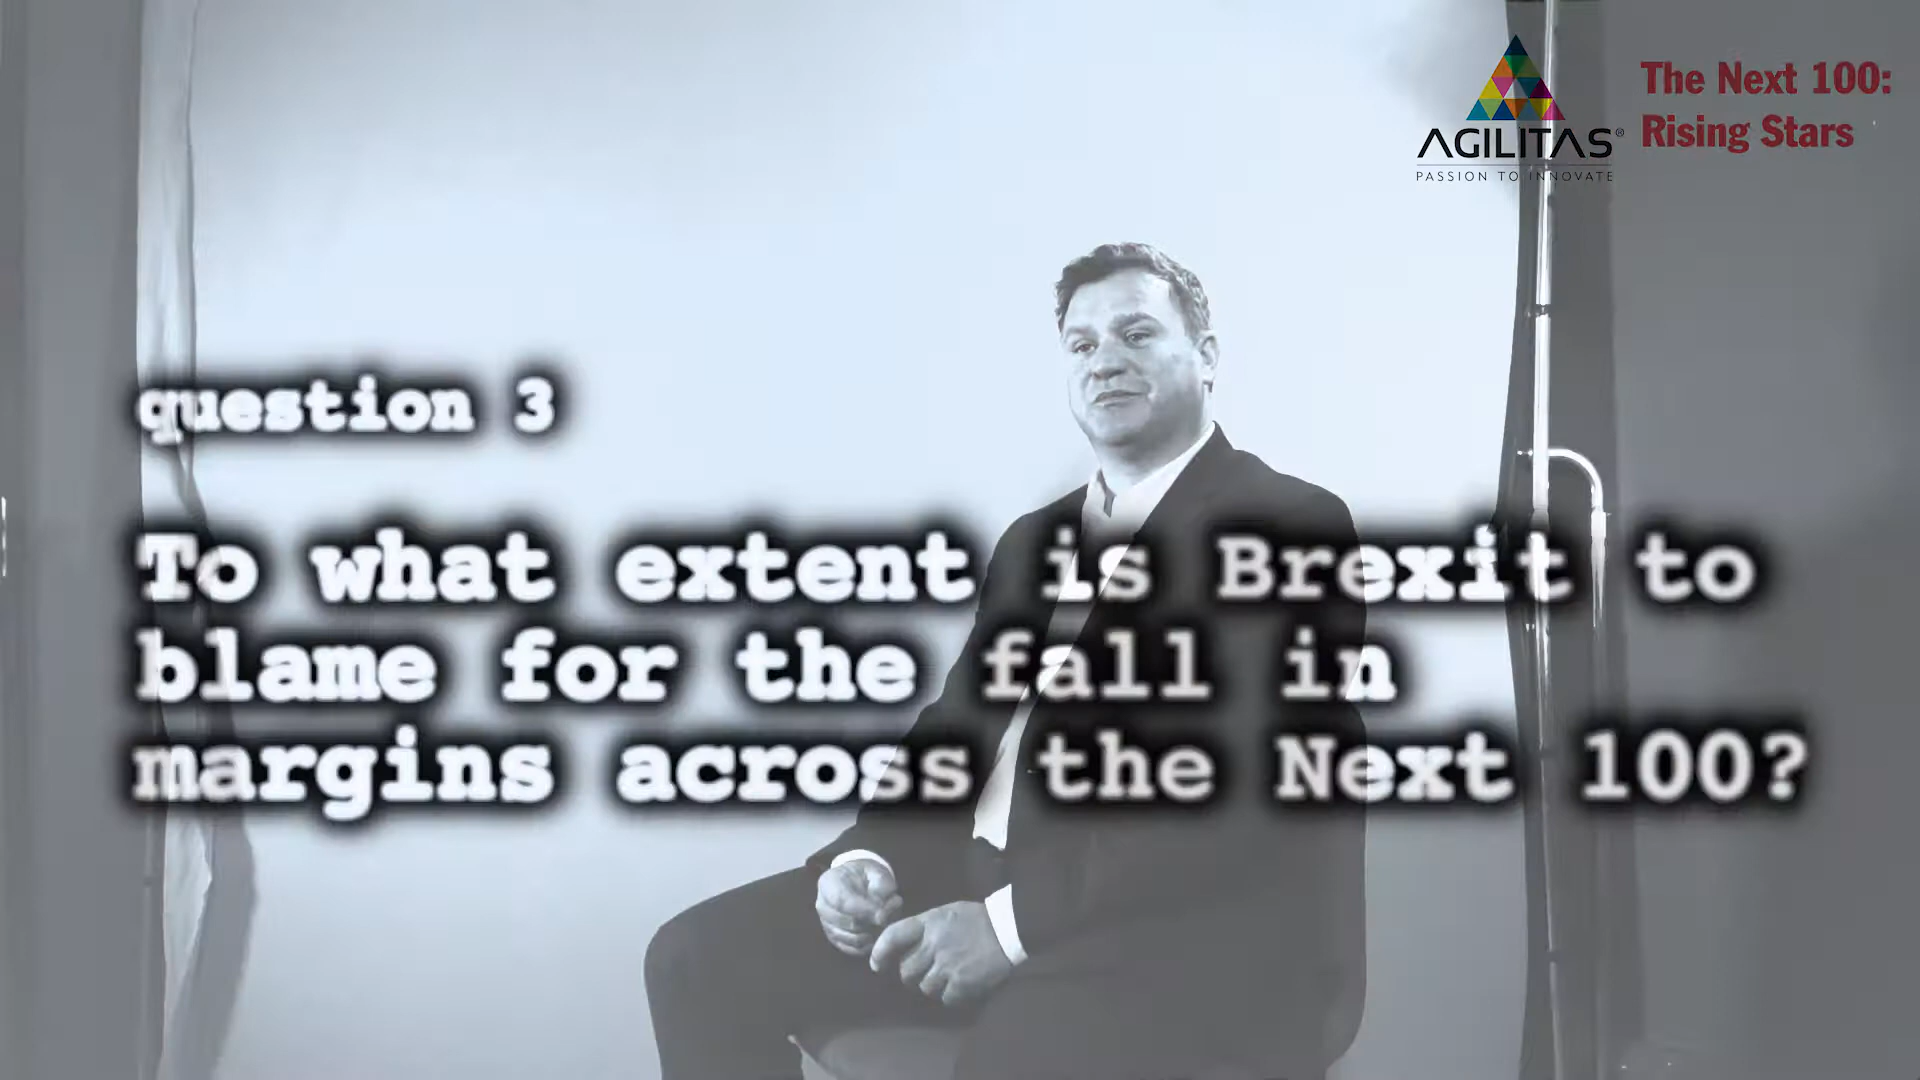 AGILITAS®
PASSION TO INNOVATE
The Next 100:
Rising Stars
question 3
To what extent is Brexit to
blame for the fall in
margins across the Next 100?